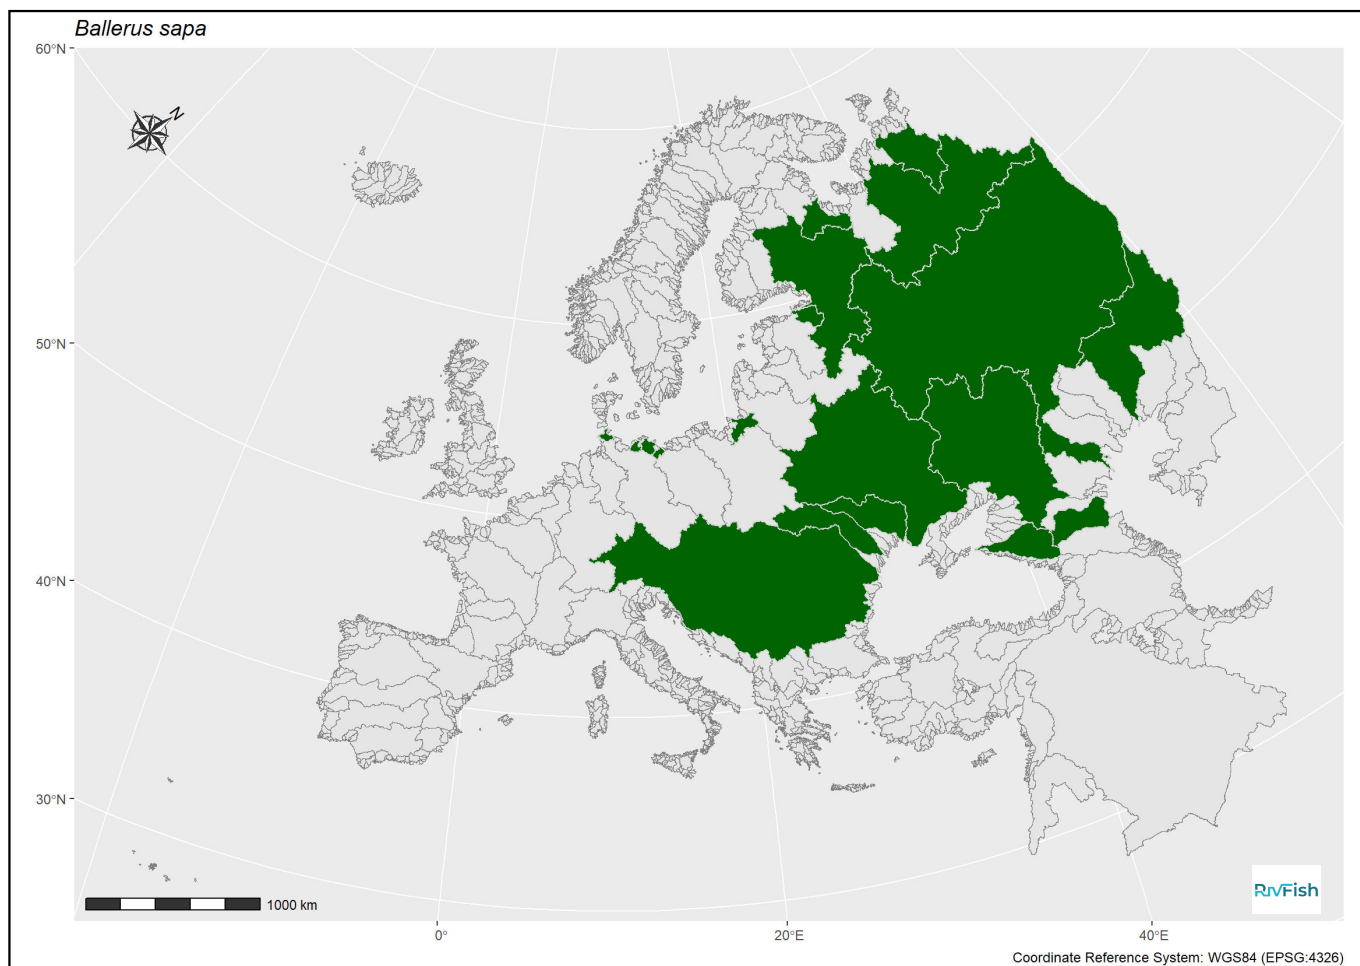 Ballerus sapa
60°N
N
50°N
40°N
30°N
1000 km
RIVFish
0°
20°E
40°E
Coordinate Reference System: WGS84 (EPSG:4326)